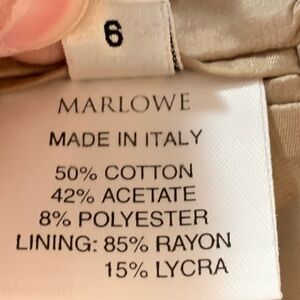 6
MARLOWE
MADE IN ITALY
50% COTTON
42% ACETATE
8% POLYESTER
LINING: 85% RAYON
15% LYCRA